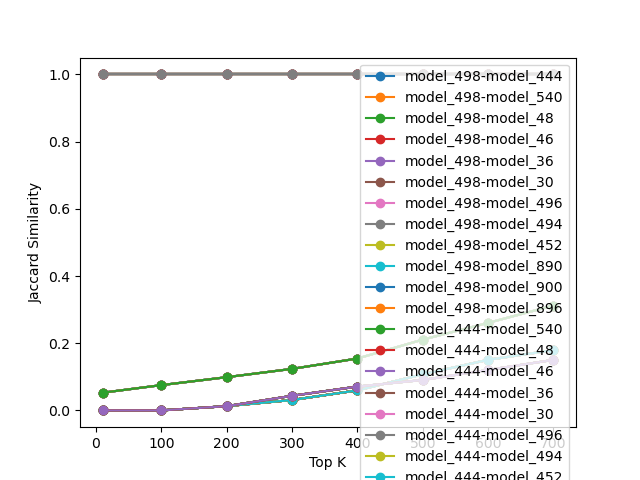 1.0
0.8
0.6
0.4
0.2
0.0
Jaccard Similarity
0
100
200
300
400
500
600
700
Top K
model_498-model_444
model_498-model_540
model_498-model_48
model_498-model_46
model_498-model_36
model_498-model_30
model_498-model_496
model_498-model_494
model_498-model_452
model_498-model_890
model_498-model_900
model_498-model_896
model_444-model_540
model_444-model_48
model_444-model_46
model_444-model_36
model_444-model_30
model_444-model_496
model_444-model_494
model_444-model_452